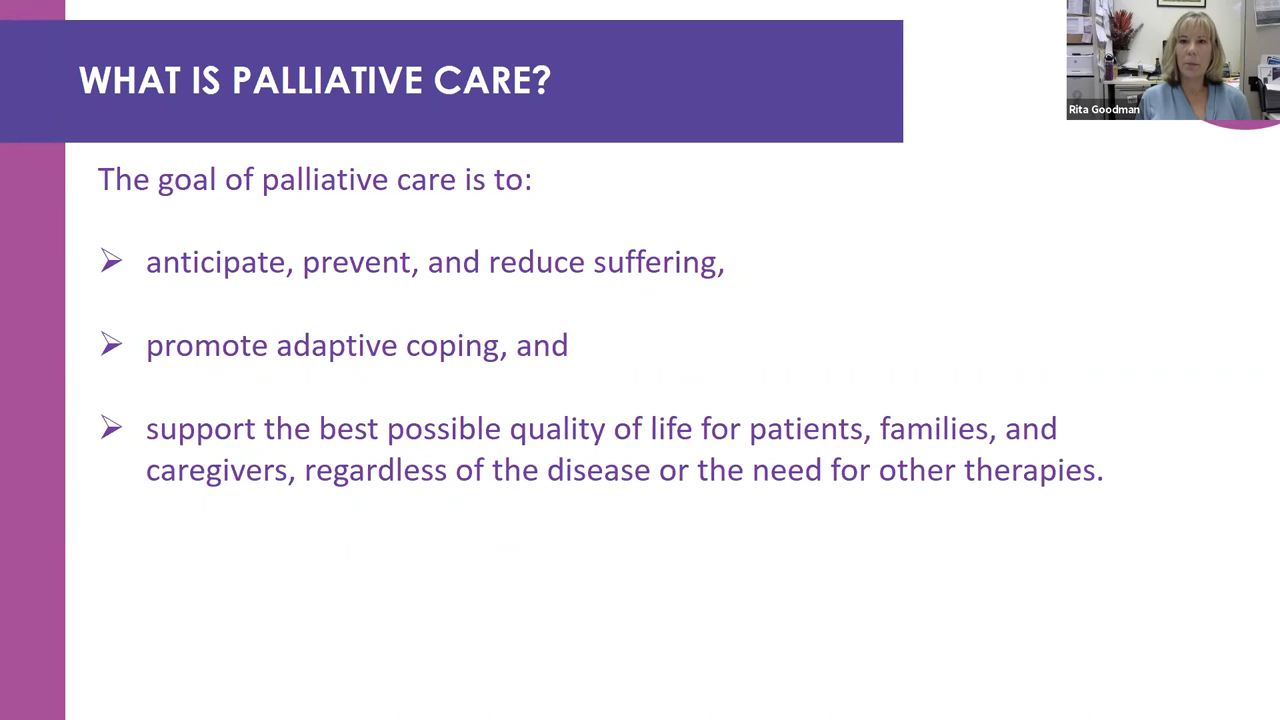 WHAT IS PALLIATIVE CARE?
Rita Goodman
The goal of palliative care is to:
anticipate, prevent, and reduce suffering,
promote adaptive coping, and
support the best possible quality of life for patients, families, and
caregivers, regardless of the disease or the need for other therapies.